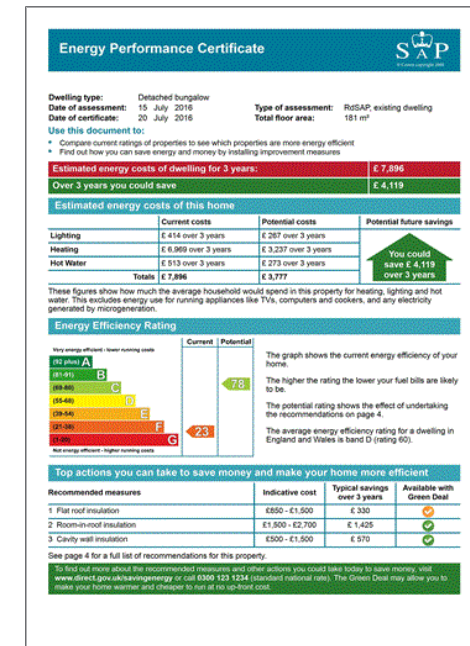 Energy Performance Certificate
SAP
Dwelling type: Detached bungalow
Date of assessment: 15 July 2016 Type of assessment: RdSAP, existing dwelling
Date of certificate: 20 July 2016 Total floor area: 181 m²
Use this document to:
• Compare current ratings of properties to see which properties are more energy efficient
• Find out how you can save energy and money by installing improvement measures
Estimated energy costs of dwelling for 3 years: £ 7,896
Over 3 years you could save £ 4,119
Estimated energy costs of this home
Current costs Potential costs Potential future savings
Lighting £ 414 over 3 years £ 267 over 3 years
Heating £ 6,969 over 3 years £ 3,237 over 3 years
Hot Water £ 513 over 3 years £ 273 over 3 years
Totals £ 7,896 £ 3,777
You could
save £ 4,119
over 3 years
These figures show how much the average household would spend in this property for heating, lighting and hot
water. This excludes energy use for running appliances like TVs, computers and cookers, and any electricity
generated by microgeneration.
Energy Efficiency Rating
Current Potential
Very energy efficient - lower running costs
(92 plus) A
(81-91) B
(69-80) C
(55-68) D
(39-54) E
(21-38) F
(1-20) G
78
23
Not energy efficient - higher running costs
The graph shows the current energy efficiency of your
home.
The higher the rating the lower your fuel bills are likely
to be.
The potential rating shows the effect of undertaking
the recommendations on page 4.
The average energy efficiency rating for a dwelling in
England and Wales is band D (rating 60).
Top actions you can take to save money and make your home more efficient
Recommended measures Indicative cost Typical savings over 3 years Available with Green Deal
1 Flat roof insulation £850 - £1,500 £ 330
2 Room-in-roof insulation £1,500 - £2,700 £ 1,425
3 Cavity wall insulation £500 - £1,500 £ 570
See page 4 for a full list of recommendations for this property.
To find out more about the recommended measures and other actions you could take today to save money, visit
www.direct.gov.uk/savingenergy or call 0300 123 1234 (standard national rate). The Green Deal may allow you to
make your home warmer and cheaper to run at no up-front cost.